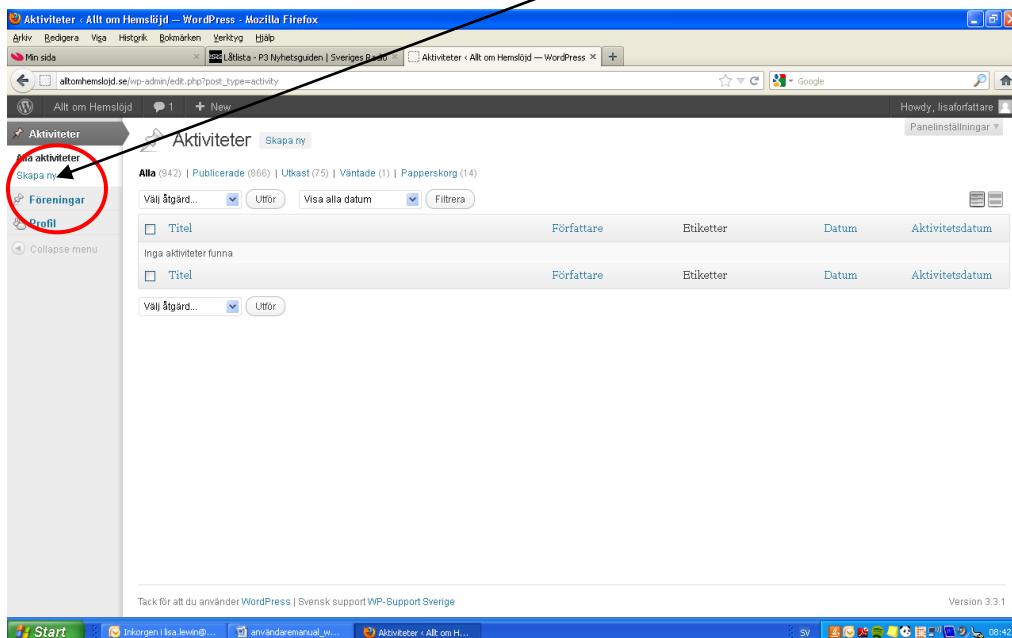 Aktiviteter ‹ Allt om Hemslöjd — WordPress - Mozilla Firefox
Arkiv Redigera Visa Historik Bokmärken Verktyg Hjälp
Min sida Låtlista - P3 Nyhetsguiden | Sveriges Radio Aktiviteter ‹ Allt om Hemslöjd — WordPress
alltomhemslojd.se/wp-admin/edit.php?post_type=activity Google
Allt om Hemslöjd 1 + New Howdy, lisaforfattare
Aktiviteter
Panelinställningar
Aktiviteter Skapa ny
Alla aktiviteter
Skapa ny
Föreningar
Profil
Collapse menu
Alla (942) | Publicerade (866) | Utkast (75) | Väntade (1) | Papperskorg (14)
Välj åtgärd... Utför Visa alla datum Filtrera
Titel Författare Etiketter Datum Aktivitetsdatum
Inga aktiviteter funna
Titel Författare Etiketter Datum Aktivitetsdatum
Välj åtgärd... Utför
Tack för att du använder WordPress | Svensk support WP-Support Sverige Version 3.3.1
Start Inkorgen i lisa.lewin@... användaremanual_w... Aktiviteter ‹ Allt om H... SV 08:42